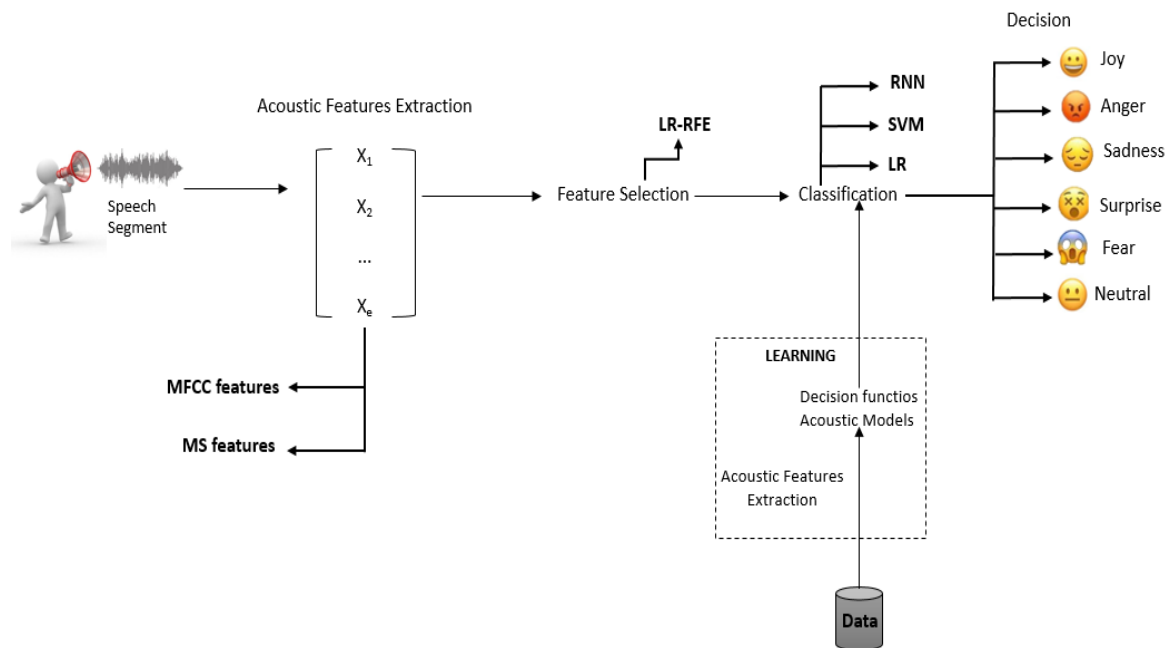 Decision
Joy
RNN
Acoustic Features Extraction
Anger
LR-RFE
SVM
X1
Sadness
LR
Speech
Segment
X2
Feature Selection
Classification
Surprise
...
Fear
Xe
Neutral
LEARNING
MFCC features
Decision functios
Acoustic Models
MS features
Acoustic Features
Extraction
Data